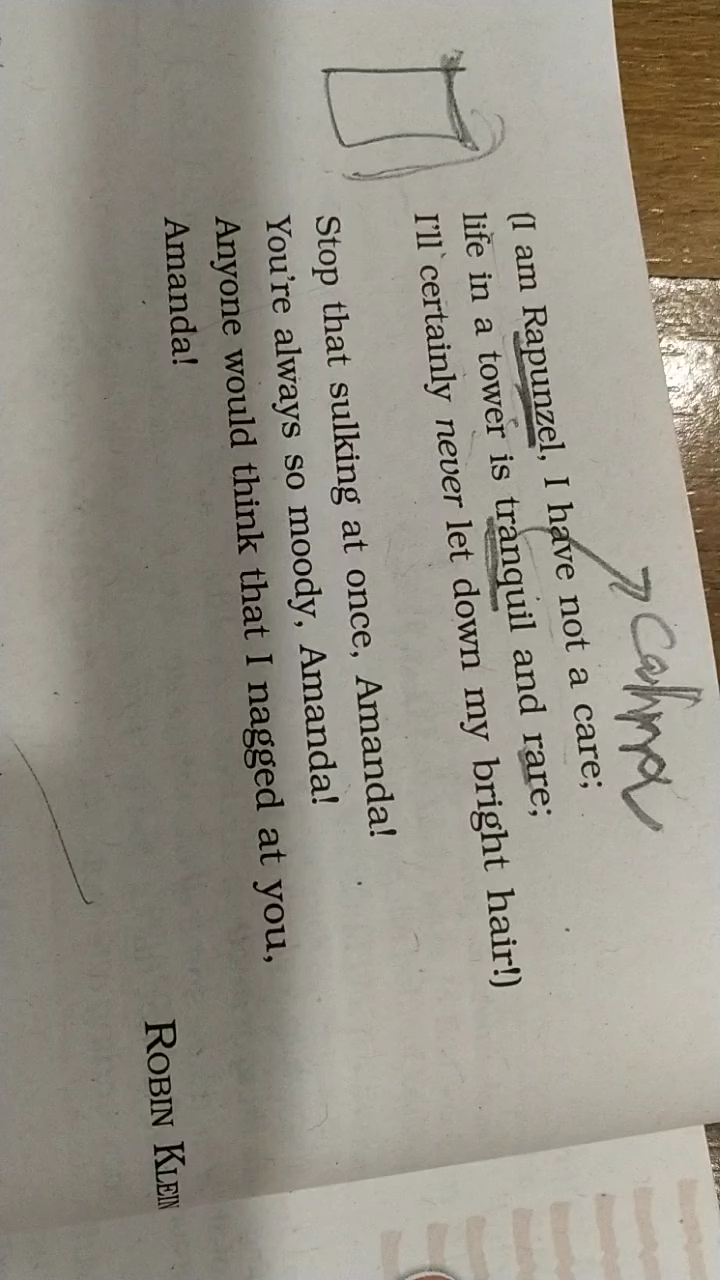 (I am Rapunzel, I have not a care;
life in a tower is tranquil and rare;
I'll certainly never let down my bright hair!)
Stop that sulking at once, Amanda!
You're always so moody, Amanda!
Anyone would think that I nagged at you,
Amanda!
ROBIN KLEIN